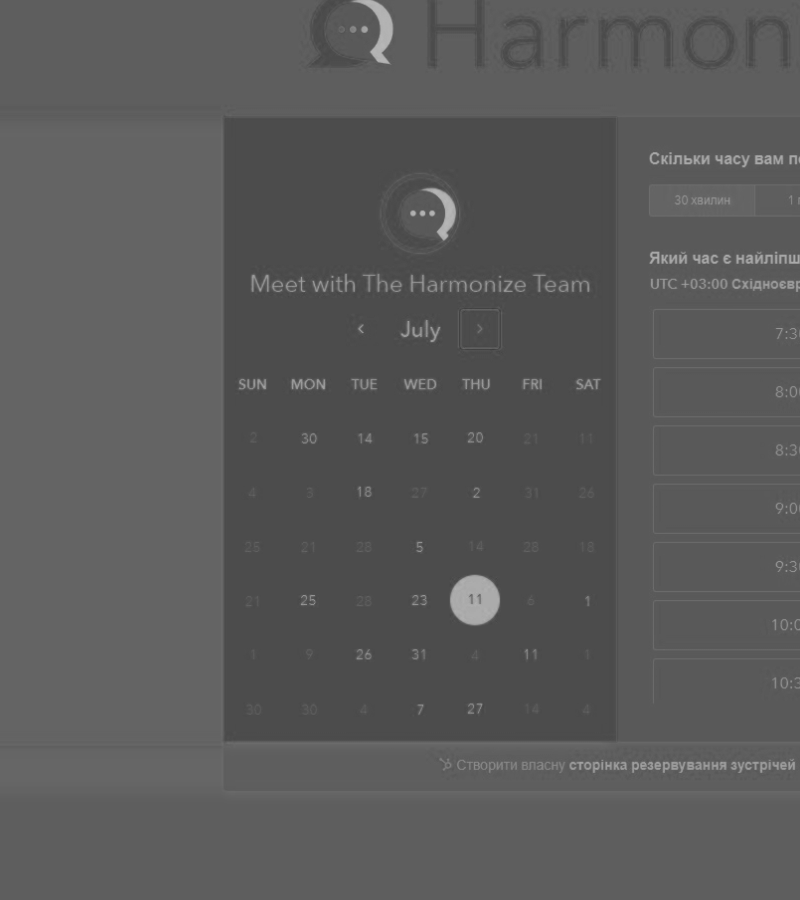 Harmon
Meet with The Harmonize Team
July
SUN MON TUE WED THU FRI SAT
2 30 14 15 20 21 11
4 3 18 27 2 31 26
25 21 28 5 14 28 18
21 25 28 23 11 6 1
1 9 26 31 4 11 1
30 30 4 7 27 14 4
Скільки часу вам п
30 хвилин 1
Який час є найліпш
UTC +03:00 Східноєвр
7:3
8:0
8:3
9:0
9:3
10:0
10:3
Створити власну сторінка резервування зустрічей